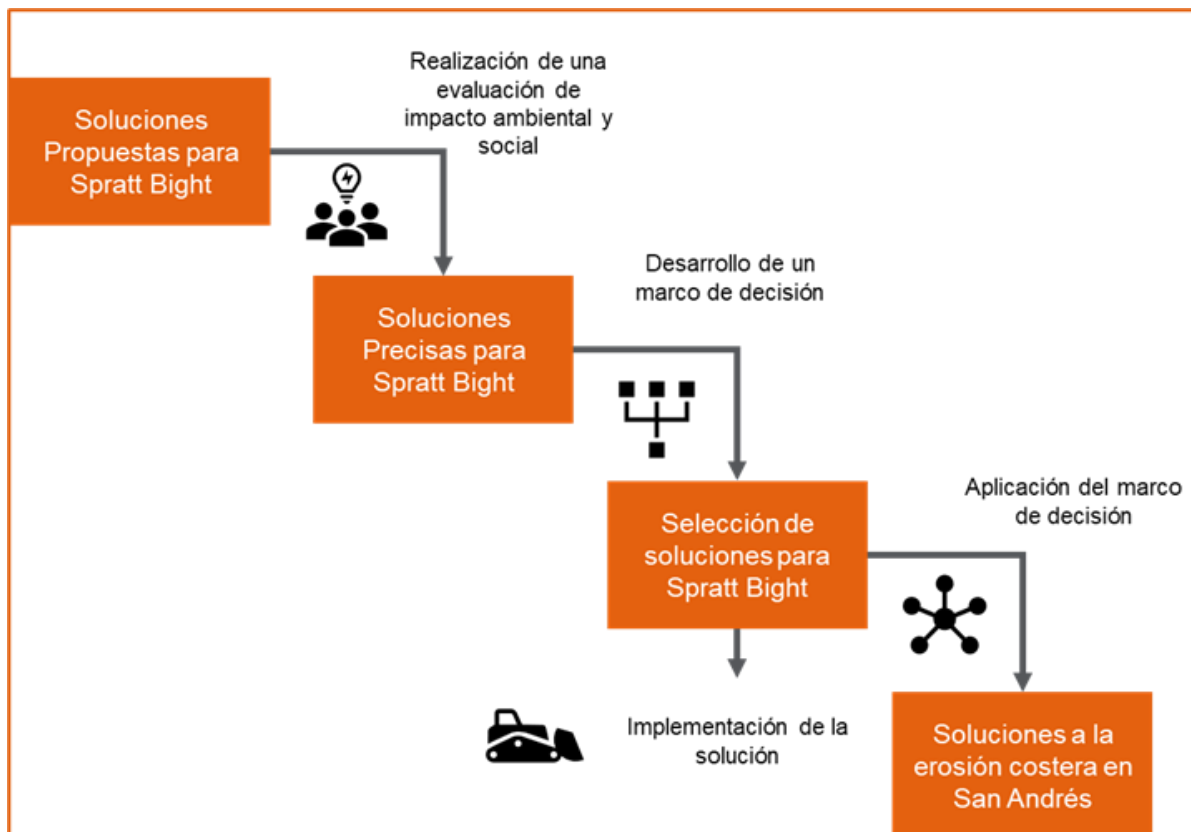 Realización de una
evaluación de
impacto ambiental y
social
Soluciones
Propuestas para
Spratt Bight
Desarrollo de un
marco de decisión
Soluciones
Precisas para
Spratt Bight
Aplicación del marco
de decisión
Selección de
soluciones para
Spratt Bight
Implementación de la
solución
Soluciones a la
erosión costera en
San Andrés